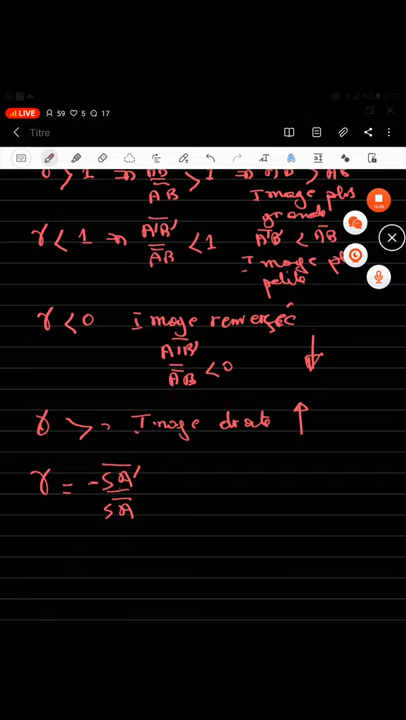 LIVE 59 5 17
Titre
γ > 1 ⇒ A'B'/AB > 1 ⇒ A'B' > AB
Image plus
grande
γ < 1 ⇒ A'B'/AB < 1 A'B' < AB
Image
petite
γ < 0 Image renversée ↓
A'B'/AB < 0
γ > 0 Image droite ↑
γ = -SA'/SA